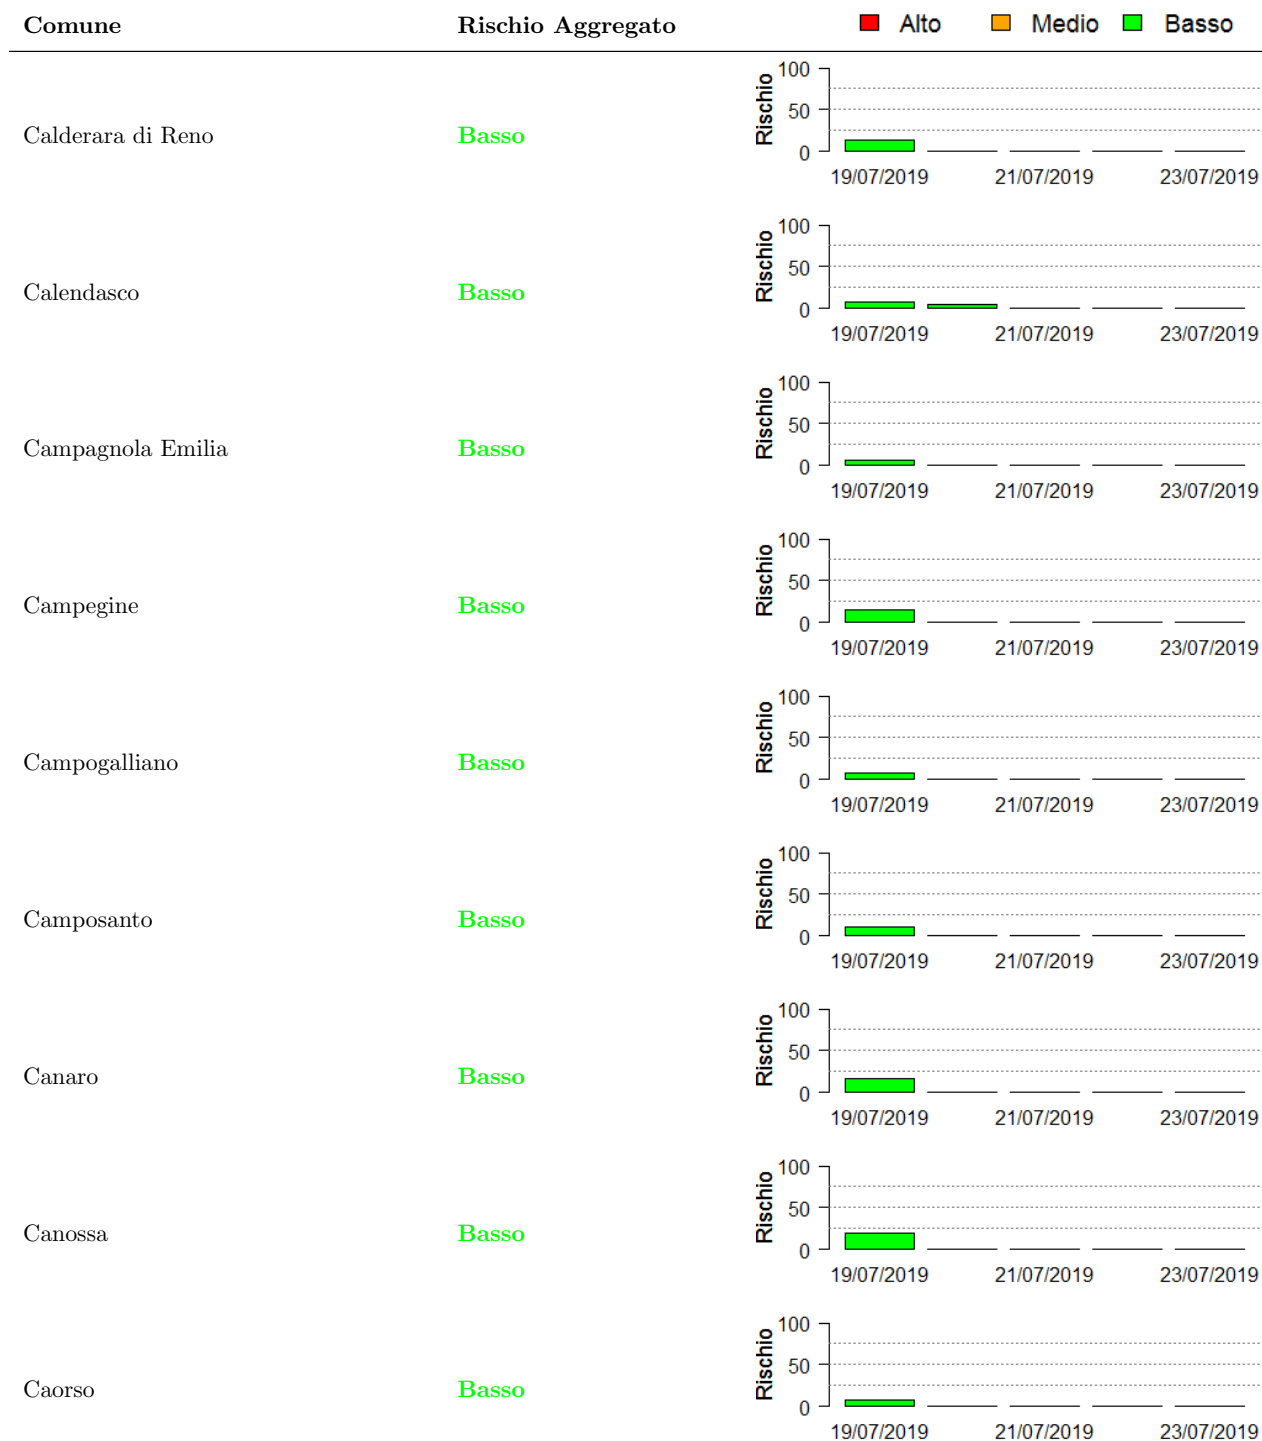 Comune Rischio Aggregato Alto Medio Basso
100
50
0
Rischio
Calderara di Reno Basso
19/07/2019 21/07/2019 23/07/2019
100
50
0
Rischio
Calendasco Basso
19/07/2019 21/07/2019 23/07/2019
100
50
0
Rischio
Campagnola Emilia Basso
19/07/2019 21/07/2019 23/07/2019
100
50
0
Rischio
Campegine Basso
19/07/2019 21/07/2019 23/07/2019
100
50
0
Rischio
Campogalliano Basso
19/07/2019 21/07/2019 23/07/2019
100
50
0
Rischio
Camposanto Basso
19/07/2019 21/07/2019 23/07/2019
100
50
0
Rischio
Canaro Basso
19/07/2019 21/07/2019 23/07/2019
100
50
0
Rischio
Canossa Basso
19/07/2019 21/07/2019 23/07/2019
100
50
0
Rischio
Caorso Basso
19/07/2019 21/07/2019 23/07/2019